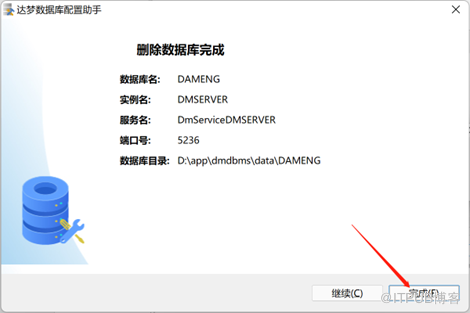 达梦数据库配置助手
删除数据库完成
数据库名: DAMENG
实例名: DMSERVER
服务名: DmServiceDMSERVER
端口号: 5236
数据库目录: D:\app\dmdbms\data\DAMENG
继续(C) 完成(F)
@ITPUB博客